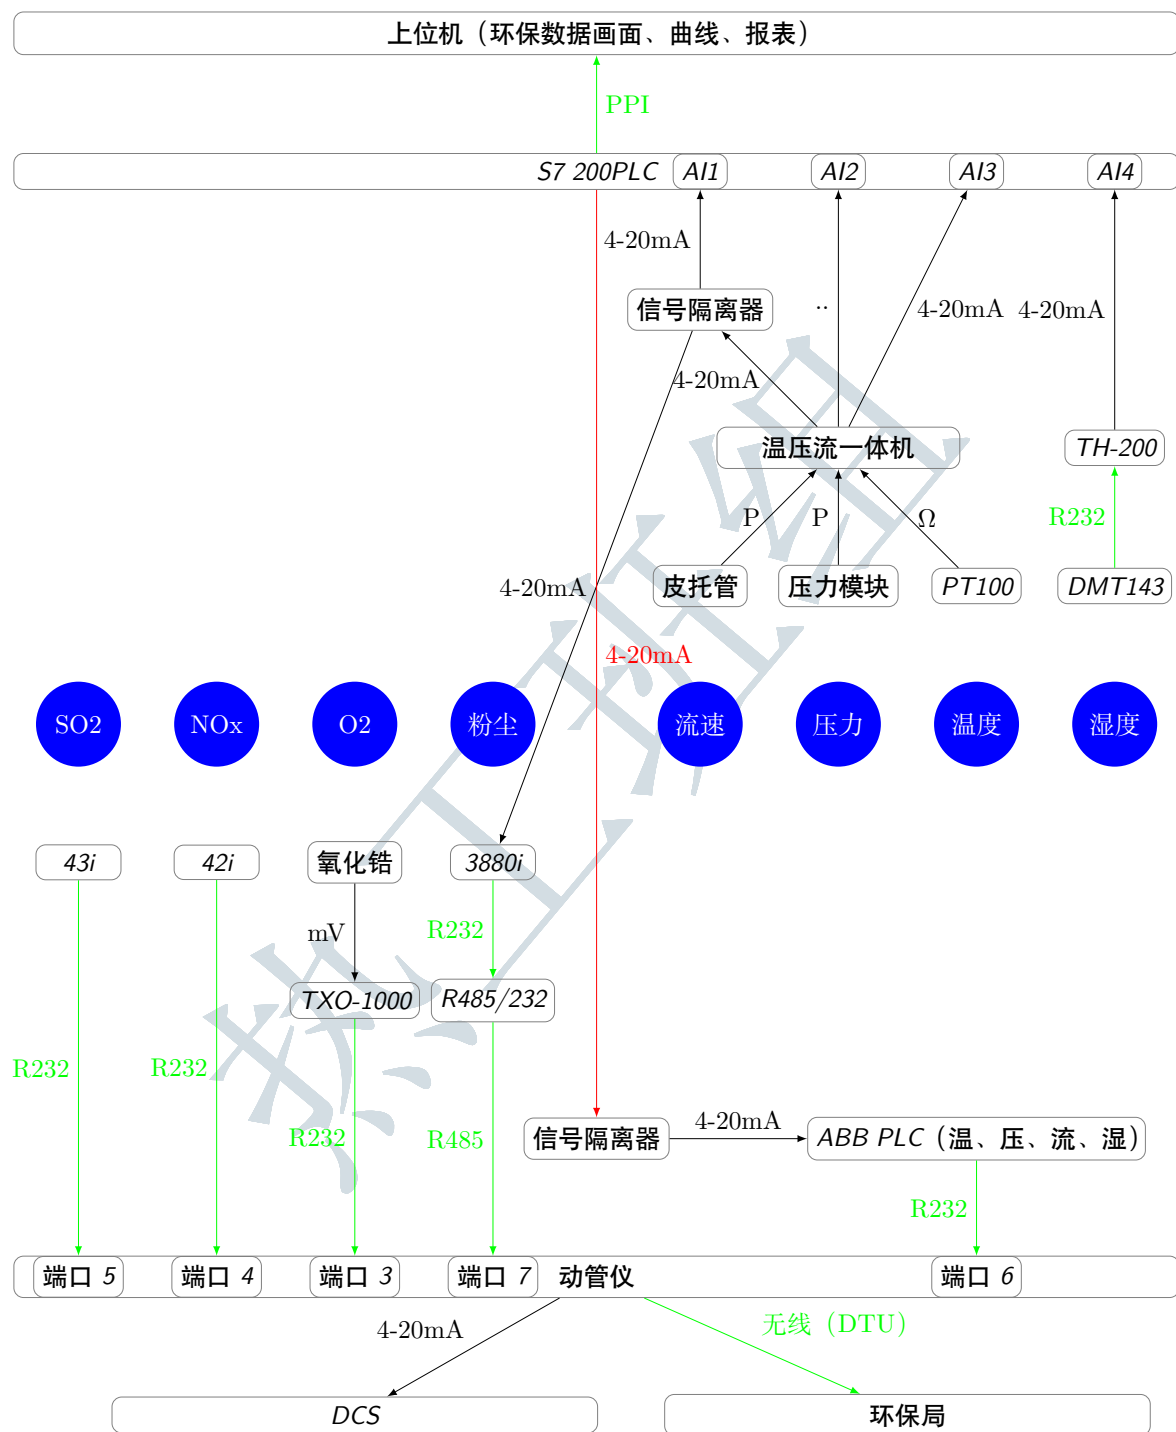 上位机（环保数据画面、曲线、报表）
PPI
S7 200PLC AI1 AI2 AI3 AI4
4-20mA
信号隔离器 .. 4-20mA 4-20mA
4-20mA
温压流一体机 TH-200
P P Ω R232
4-20mA 皮托管 压力模块 PT100 DMT143
4-20mA
SO2 NOx O2 粉尘 流速 压力 温度 湿度
43i 42i 氧化锆 3880i
mV R232
TXO-1000 R485/232
R232 R232
R232 R485 信号隔离器 4-20mA ABB PLC（温、压、流、湿）
R232
端口 5 端口 4 端口 3 端口 7 动管仪 端口 6
4-20mA 无线（DTU）
DCS 环保局
热工班组